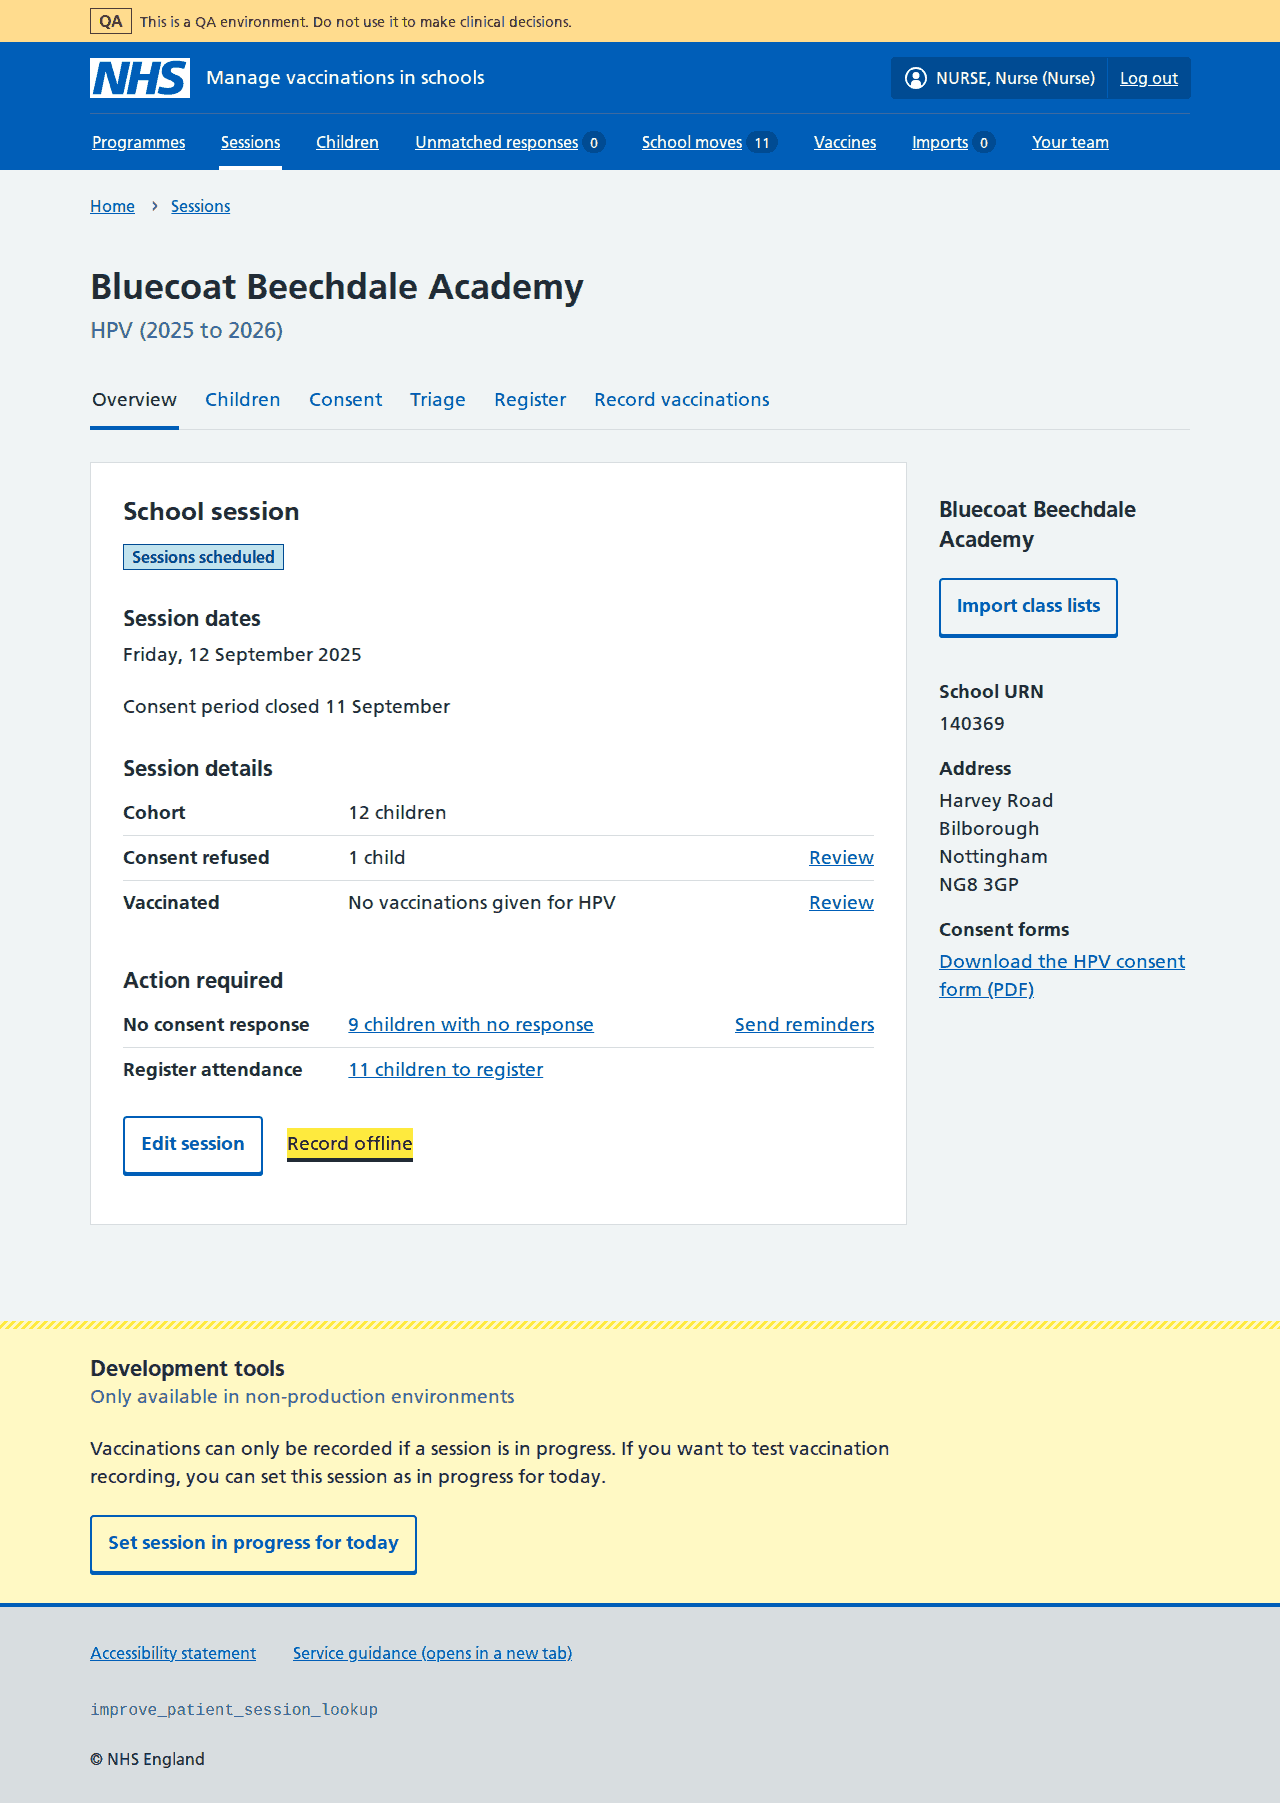 QA This is a QA environment. Do not use it to make clinical decisions.
NHS Manage vaccinations in schools NURSE, Nurse (Nurse) Log out
Programmes Sessions Children Unmatched responses 0 School moves 11 Vaccines Imports 0 Your team
Home › Sessions
Bluecoat Beechdale Academy
HPV (2025 to 2026)
Overview Children Consent Triage Register Record vaccinations
School session
Sessions scheduled
Session dates
Friday, 12 September 2025
Consent period closed 11 September
Session details
Cohort 12 children
Consent refused 1 child Review
Vaccinated No vaccinations given for HPV Review
Action required
No consent response 9 children with no response Send reminders
Register attendance 11 children to register
Edit session Record offline
Bluecoat Beechdale
Academy
Import class lists
School URN
140369
Address
Harvey Road
Bilborough
Nottingham
NG8 3GP
Consent forms
Download the HPV consent
form (PDF)
Development tools
Only available in non-production environments
Vaccinations can only be recorded if a session is in progress. If you want to test vaccination
recording, you can set this session as in progress for today.
Set session in progress for today
Accessibility statement Service guidance (opens in a new tab)
improve_patient_session_lookup
© NHS England